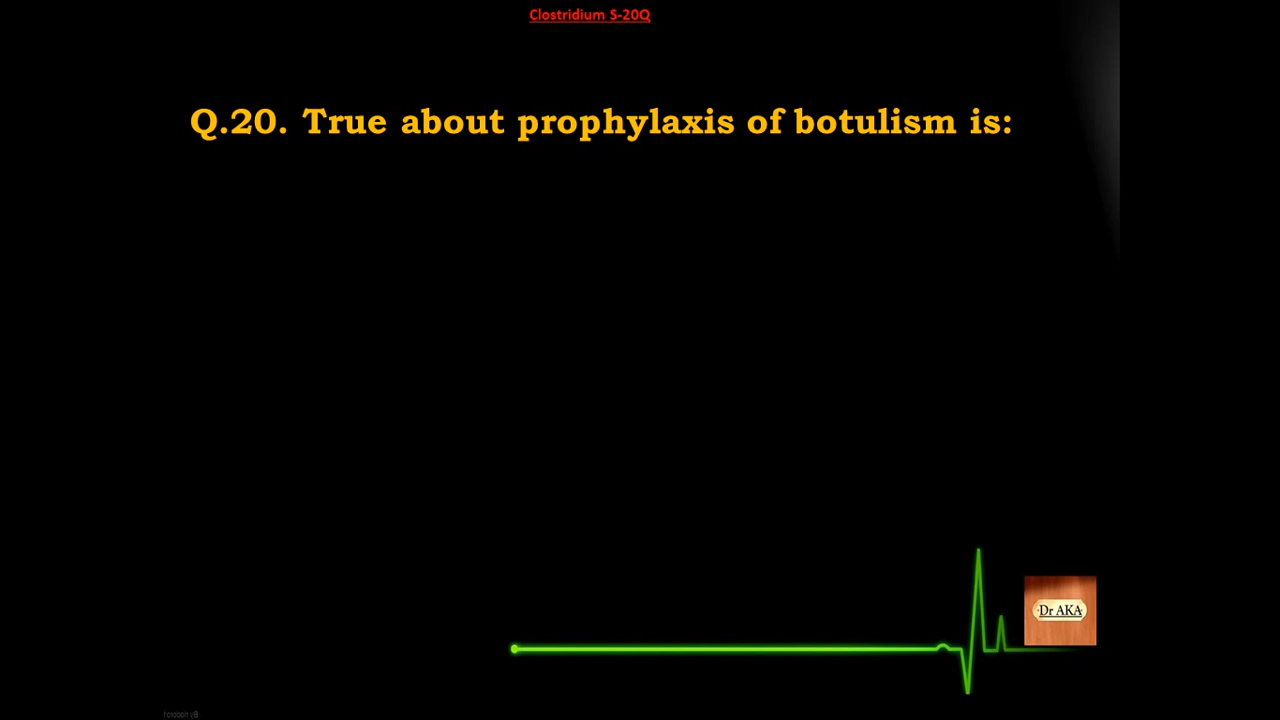 Clostridium S-20Q
Q.20. True about prophylaxis of botulism is:
Dr AKA